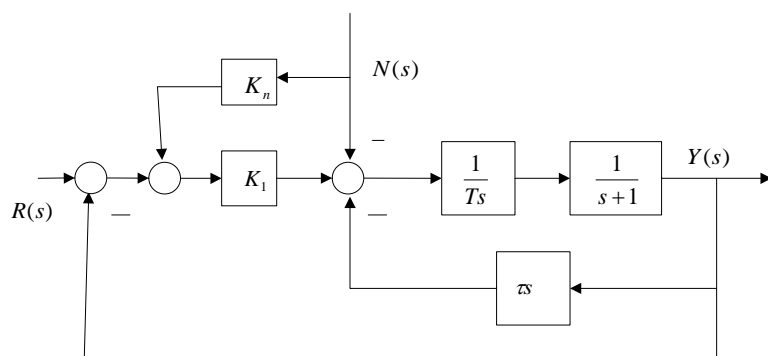 K_n
N(s)
−
R(s)
−
K_1
−
1/Ts
1/(s+1)
Y(s)
τs